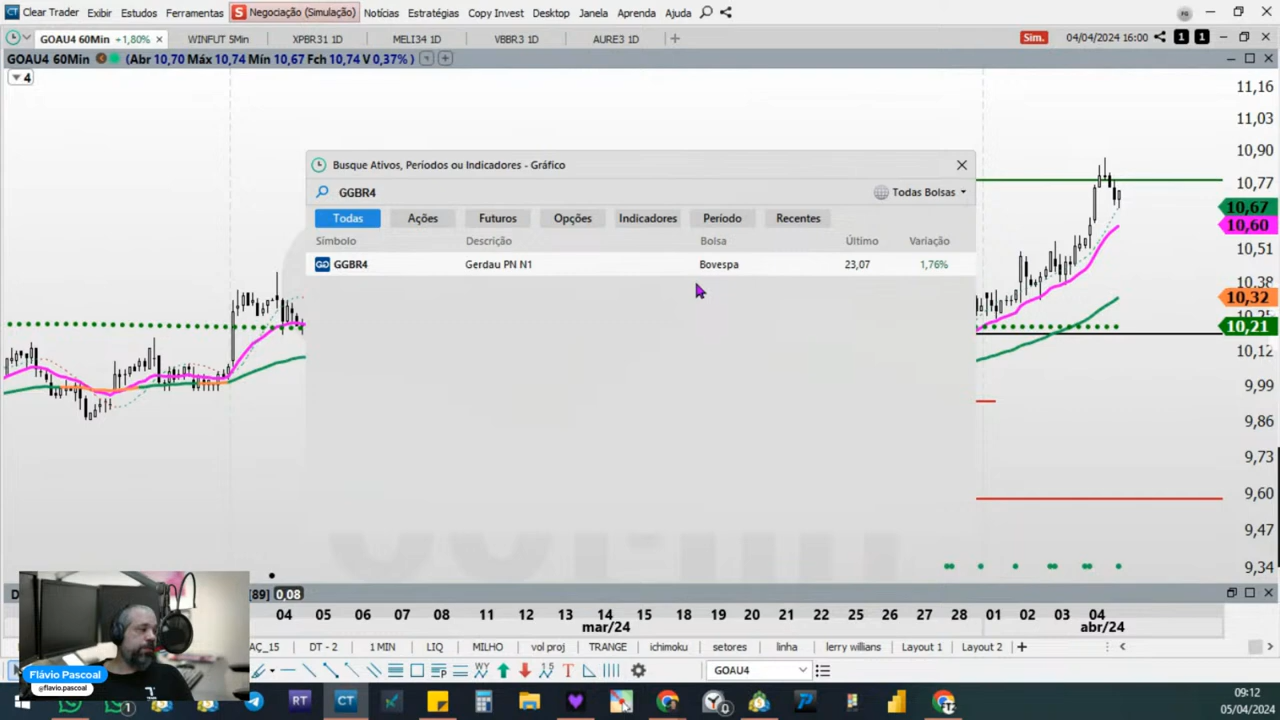 Clear Trader Exibir Estudos Ferramentas Negociação (Simulação) Notícias Estratégias Copy Invest Desktop Janela Aprenda Ajuda
GOAU4 60Min +1,80% WINFUT 5Min XPBR31 1D MELI34 1D VBBR3 1D AURE3 1D Sim. 04/04/2024 16:00 1 1
GOAU4 60Min (Abr 10,70 Máx 10,74 Mín 10,67 Fch 10,74 V 0,37%)
4
11,16
11,03
10,90
10,77
10,67
10,60
10,51
10,38
10,32
10,25
10,21
10,12
9,99
9,86
9,73
9,60
9,47
9,34
Busque Ativos, Períodos ou Indicadores - Gráfico
GGBR4 Todas Bolsas
Todas Ações Futuros Opções Indicadores Período Recentes
Símbolo Descrição Bolsa Último Variação
GGBR4 Gerdau PN N1 Bovespa 23,07 1,76%
[89] 0,08
04 05 06 07 08 11 12 13 14 15 18 19 20 21 22 25 26 27 28 01 02 03 04
mar/24 abr/24
AÇ_15 DT - 2 1 MIN LIQ MILHO vol proj TRANGE ichimoku setores linha lerry willians Layout 1 Layout 2
GOAU4
Flávio Pascoal
@flavio.pascoal
RT CT
09:12
05/04/2024